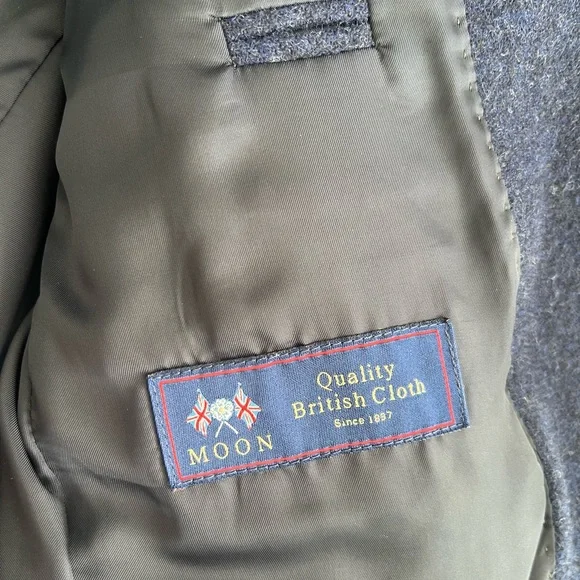 MOON
Quality
British Cloth
Since 1837